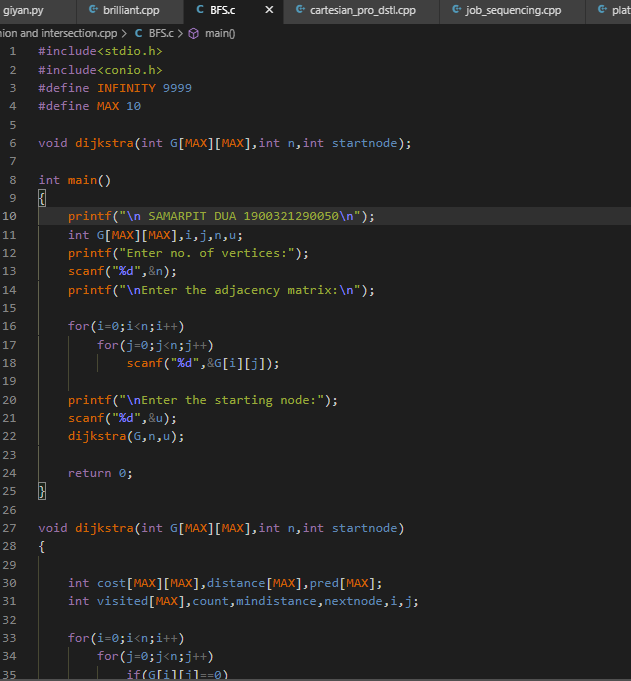 giyan.py brilliant.cpp BFS.c cartesian_pro_dstl.cpp job_sequencing.cpp
nion and intersection.cpp > BFS.c > main()
1 #include<stdio.h>
2 #include<conio.h>
3 #define INFINITY 9999
4 #define MAX 10
5
6 void dijkstra(int G[MAX][MAX],int n,int startnode);
7
8 int main()
9 {
10 printf("\n SAMARPIT DUA 1900321290050\n");
11 int G[MAX][MAX],i,j,n,u;
12 printf("Enter no. of vertices:");
13 scanf("%d",&n);
14 printf("\nEnter the adjacency matrix:\n");
15
16 for(i=0;i<n;i++)
17 for(j=0;j<n;j++)
18 scanf("%d",&G[i][j]);
19
20 printf("\nEnter the starting node:");
21 scanf("%d",&u);
22 dijkstra(G,n,u);
23
24 return 0;
25 }
26
27 void dijkstra(int G[MAX][MAX],int n,int startnode)
28 {
29
30 int cost[MAX][MAX],distance[MAX],pred[MAX];
31 int visited[MAX],count,mindistance,nextnode,i,j;
32
33 for(i=0;i<n;i++)
34 for(j=0;j<n;j++)
35 if(G[i][j]==0)